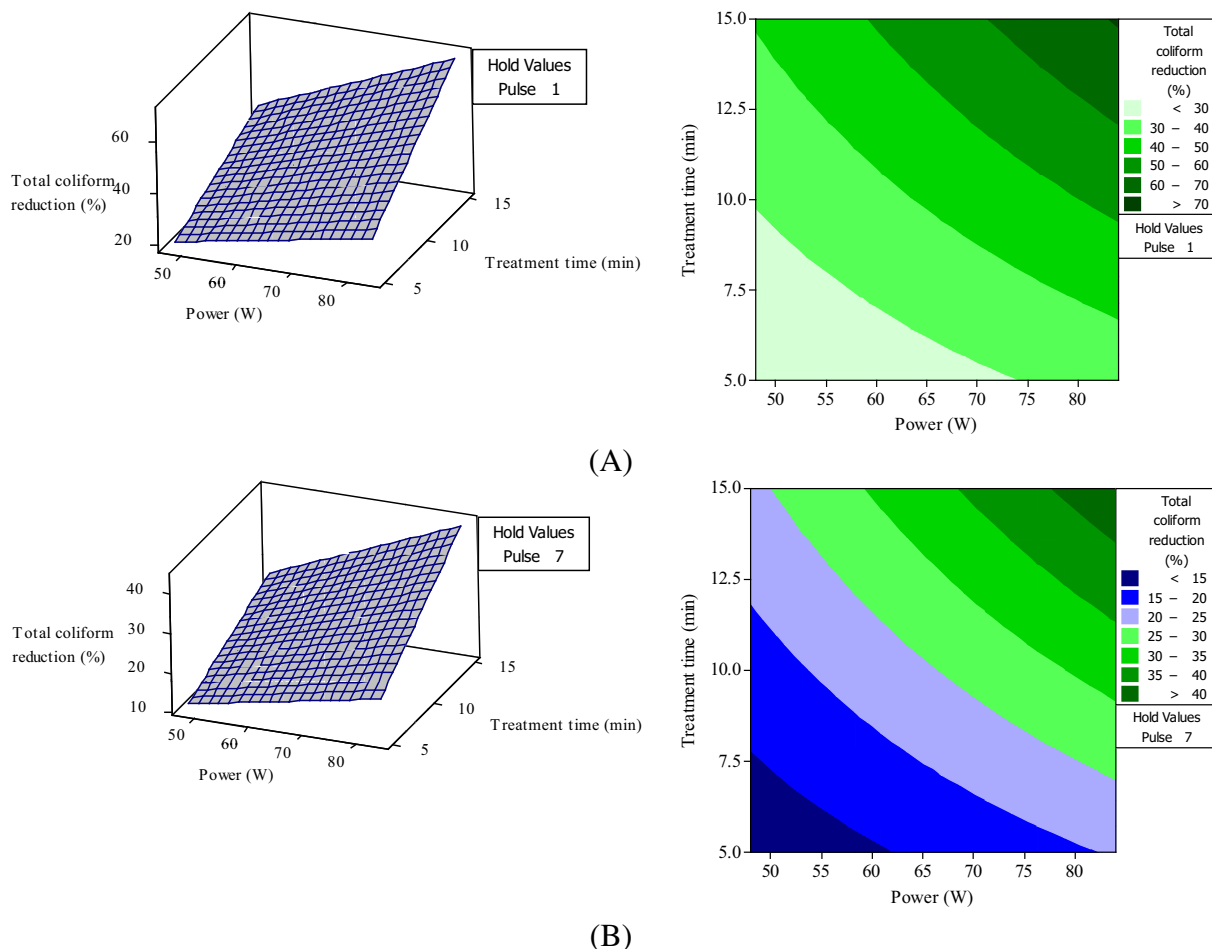 Hold Values
Pulse 1
60
40
20
Total coliform
reduction (%)
50
60
70
80
Power (W)
5
10
15
Treatment time (min)
15.0
12.5
10.0
7.5
5.0
Treatment time (min)
50
55
60
65
70
75
80
Power (W)
Total
coliform
reduction
(%)
< 30
30 – 40
40 – 50
50 – 60
60 – 70
> 70
Hold Values
Pulse 1
(A)
Hold Values
Pulse 7
40
30
20
10
Total coliform
reduction (%)
50
60
70
80
Power (W)
5
10
15
Treatment time (min)
15.0
12.5
10.0
7.5
5.0
Treatment time (min)
50
55
60
65
70
75
80
Power (W)
Total
coliform
reduction
(%)
< 15
15 – 20
20 – 25
25 – 30
30 – 35
35 – 40
> 40
Hold Values
Pulse 7
(B)